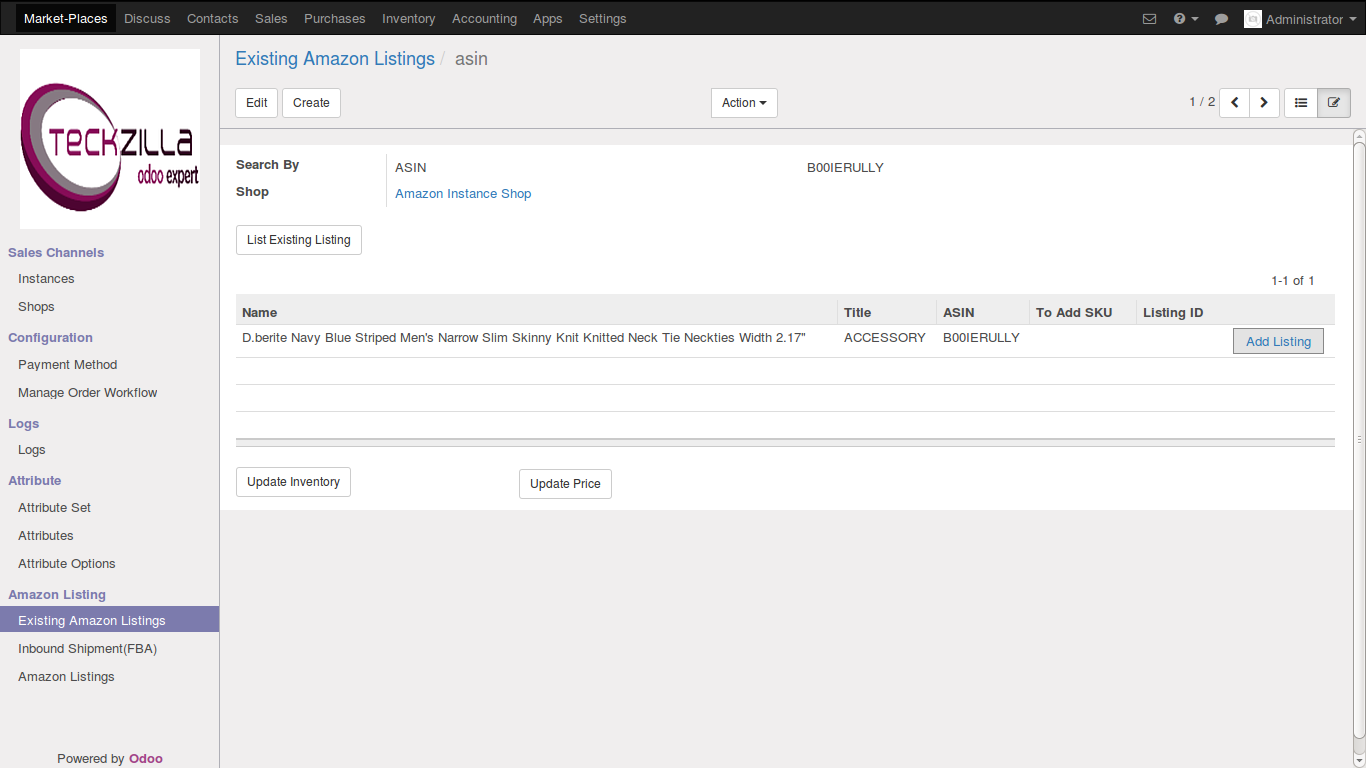 Market-Places Discuss Contacts Sales Purchases Inventory Accounting Apps Settings Administrator
TECKZILLA
odoo expert
Sales Channels
Instances
Shops
Configuration
Payment Method
Manage Order Workflow
Logs
Logs
Attribute
Attribute Set
Attributes
Attribute Options
Amazon Listing
Existing Amazon Listings
Inbound Shipment(FBA)
Amazon Listings
Powered by Odoo
Existing Amazon Listings / asin
Edit Create Action 1 / 2
Search By ASIN B00IERULLY
Shop Amazon Instance Shop
List Existing Listing
1-1 of 1
Name Title ASIN To Add SKU Listing ID
D.berite Navy Blue Striped Men's Narrow Slim Skinny Knit Knitted Neck Tie Neckties Width 2.17" ACCESSORY B00IERULLY Add Listing
Update Inventory Update Price